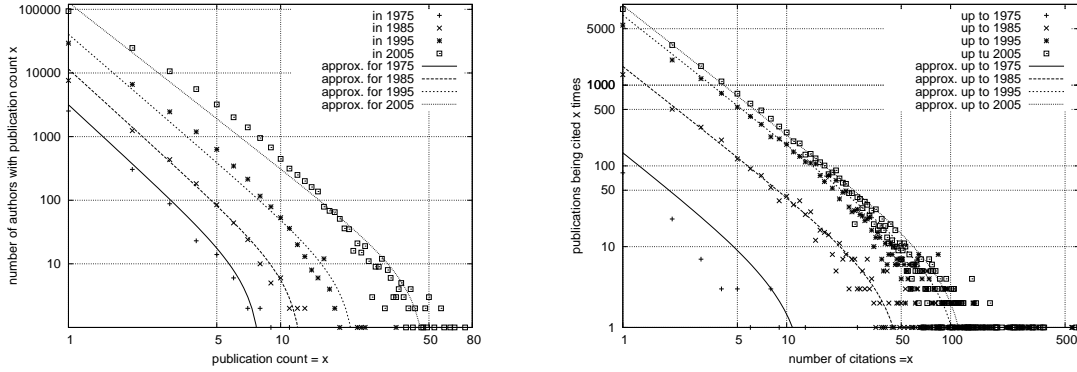 number of authors with publication count x
100000
10000
1000
100
10
1
5
10
50
80
publication count = x
in 1975
in 1985
in 1995
in 2005
approx. for 1975
approx. for 1985
approx. for 1995
approx. for 2005
publications being cited x times
5000
1000
500
100
50
10
1
1
5
10
50
100
500
number of citations =x
up to 1975
up to 1985
up to 1995
up tu 2005
approx. up to 1975
approx. up to 1985
approx. up to 1995
approx. up to 2005